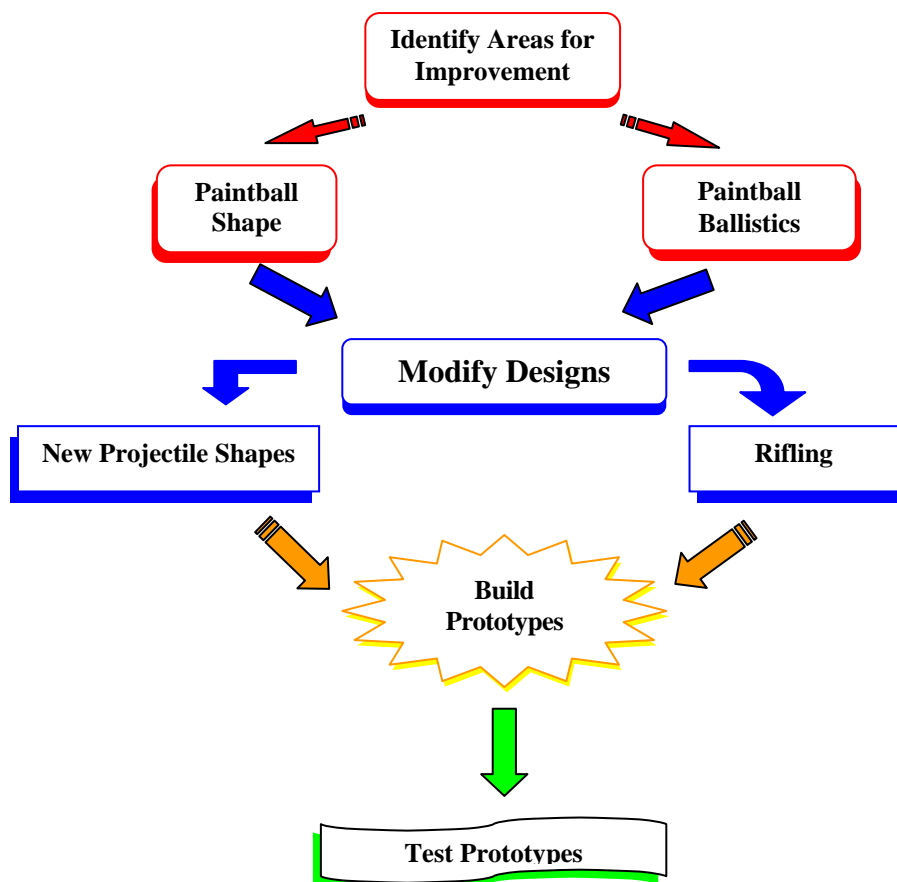 Identify Areas for
Improvement
Paintball
Shape
Paintball
Ballistics
Modify Designs
New Projectile Shapes
Rifling
Build
Prototypes
Test Prototypes